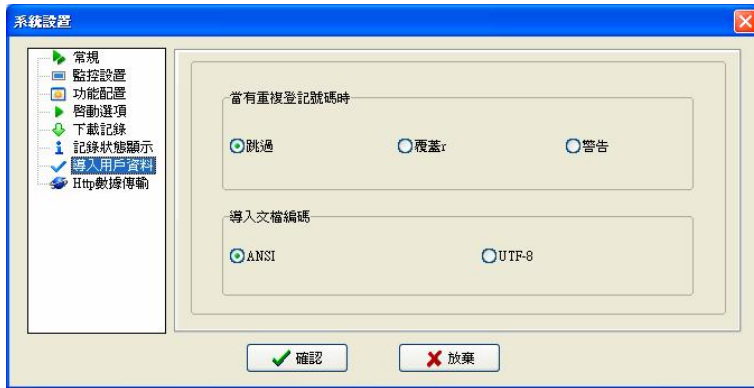 系統設置
常規
監控設置
功能配置
啓動選項
下載記錄
記錄狀態顯示
導入用戶資料
Http數據傳輸
當有重複登記號碼時
跳過 覆蓋r 警告
導入文檔編碼
ANSI UTF-8
確認 放棄